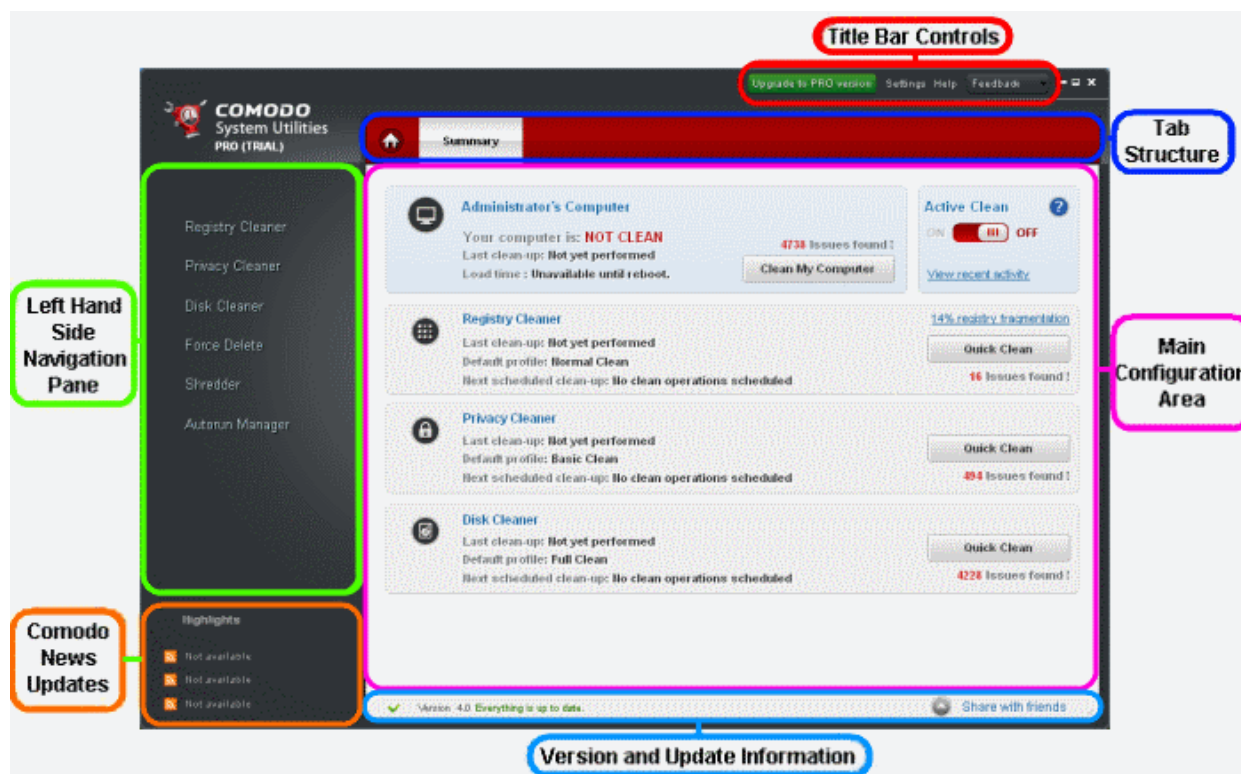 Title Bar Controls
Upgrade to PRO version Settings Help Feedback
COMODO
System Utilities
PRO (TRIAL)
Summary
Tab
Structure
Registry Cleaner
Privacy Cleaner
Disk Cleaner
Force Delete
Shredder
Autorun Manager
Left Hand
Side
Navigation
Pane
Administrator's Computer
Your computer is: NOT CLEAN
Last clean-up: Not yet performed
Load time : Unavailable until reboot.
4738 Issues found !
Clean My Computer
Active Clean
ON OFF
View recent activity
Registry Cleaner
Last clean-up: Not yet performed
Default profile: Normal Clean
Next scheduled clean-up: No clean operations scheduled
14% registry fragmentation
Quick Clean
16 Issues found !
Privacy Cleaner
Last clean-up: Not yet performed
Default profile: Basic Clean
Next scheduled clean-up: No clean operations scheduled
Quick Clean
494 Issues found !
Disk Cleaner
Last clean-up: Not yet performed
Default profile: Full Clean
Next scheduled clean-up: No clean operations scheduled
Quick Clean
4228 Issues found !
Main
Configuration
Area
Highlights
Not available
Not available
Not available
Comodo
News
Updates
Version 4.0 Everything is up to date.
Share with friends
Version and Update Information